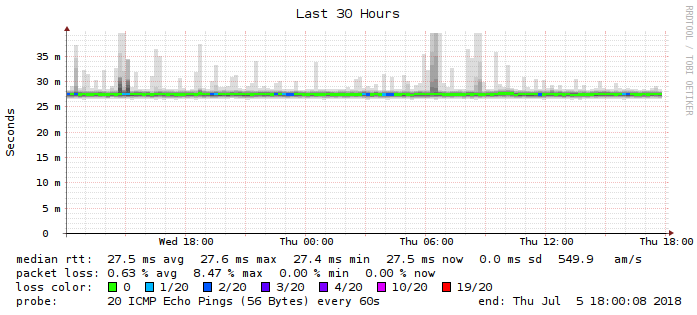 Last 30 Hours
RRDTOOL / TOBI OETIKER
Seconds
35 m
30 m
25 m
20 m
15 m
10 m
5 m
0
Wed 18:00 Thu 00:00 Thu 06:00 Thu 12:00 Thu 18:00
median rtt: 27.5 ms avg 27.6 ms max 27.4 ms min 27.5 ms now 0.0 ms sd 549.9 am/s
packet loss: 0.63 % avg 8.47 % max 0.00 % min 0.00 % now
loss color: 0 1/20 2/20 3/20 4/20 10/20 19/20
probe: 20 ICMP Echo Pings (56 Bytes) every 60s end: Thu Jul 5 18:00:08 2018